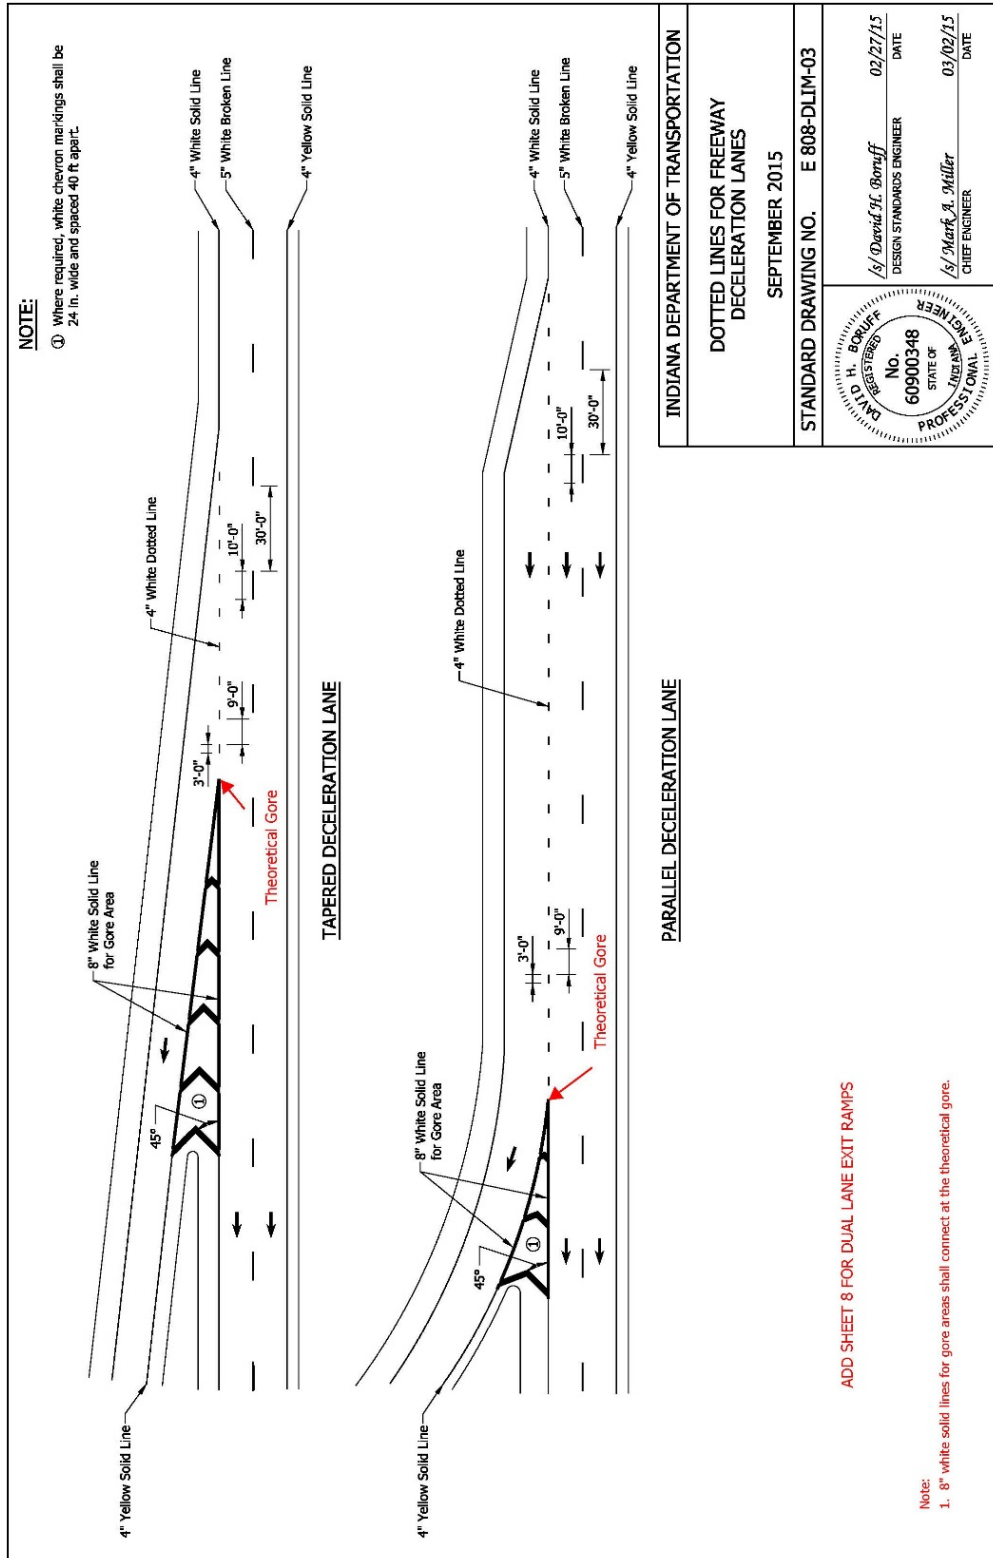 NOTE:
① Where required, white chevron markings shall be
24 in. wide and spaced 40 ft apart.
4" White Solid Line
5" White Broken Line
4" Yellow Solid Line
4" White Dotted Line
10'-0"
30'-0"
3'-0"
9'-0"
Theoretical Gore
8" White Solid Line
for Gore Area
45°
①
4" Yellow Solid Line
TAPERED DECELERATION LANE
4" White Solid Line
5" White Broken Line
4" Yellow Solid Line
10'-0"
30'-0"
4" White Dotted Line
3'-0"
9'-0"
Theoretical Gore
8" White Solid Line
for Gore Area
45°
①
4" Yellow Solid Line
PARALLEL DECELERATION LANE
ADD SHEET 8 FOR DUAL LANE EXIT RAMPS
Note:
1. 8" white solid lines for gore areas shall connect at the theoretical gore.
INDIANA DEPARTMENT OF TRANSPORTATION
DOTTED LINES FOR FREEWAY
DECELERATION LANES
SEPTEMBER 2015
STANDARD DRAWING NO. E 808-DLIM-03
DAVID H. BORUFF
REGISTERED
No.
60900348
STATE OF
INDIANA
PROFESSIONAL ENGINEER
/s/ David H. Boruff 02/27/15
DESIGN STANDARDS ENGINEER DATE
/s/ Mark A. Miller 03/02/15
CHIEF ENGINEER DATE